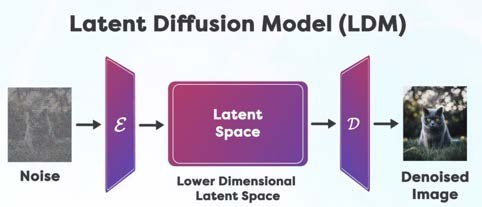 Latent Diffusion Model (LDM)
ℰ
Latent
Space
𝒟
Noise
Lower Dimensional
Latent Space
Denoised
Image